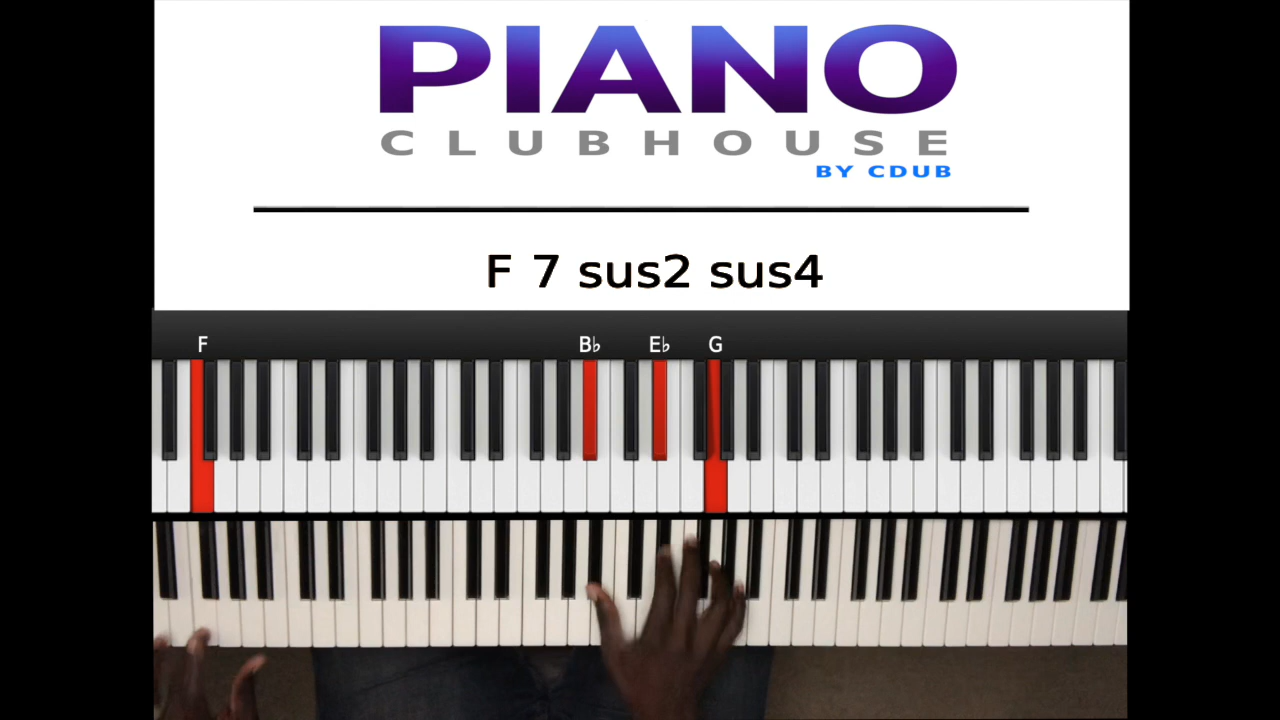 PIANO
CLUBHOUSE
BY CDUB
F 7 sus2 sus4
F B♭ E♭ G